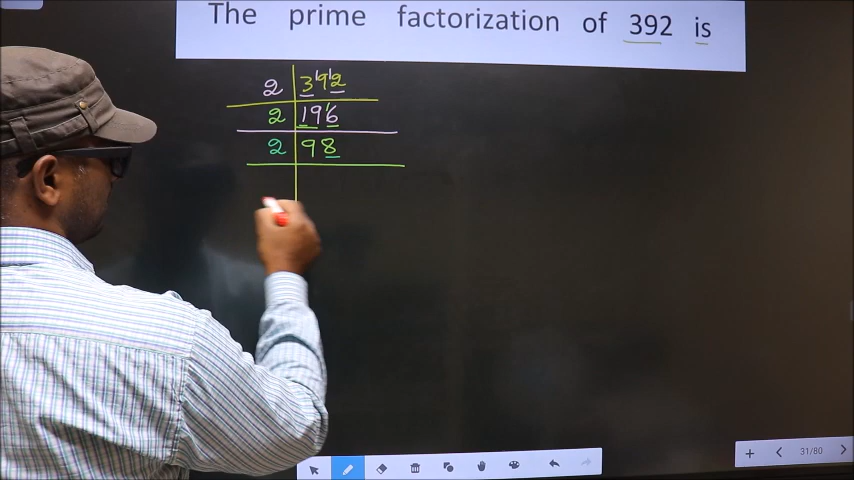 The prime factorization of 392 is
2 392
2 196
2 98
31/80